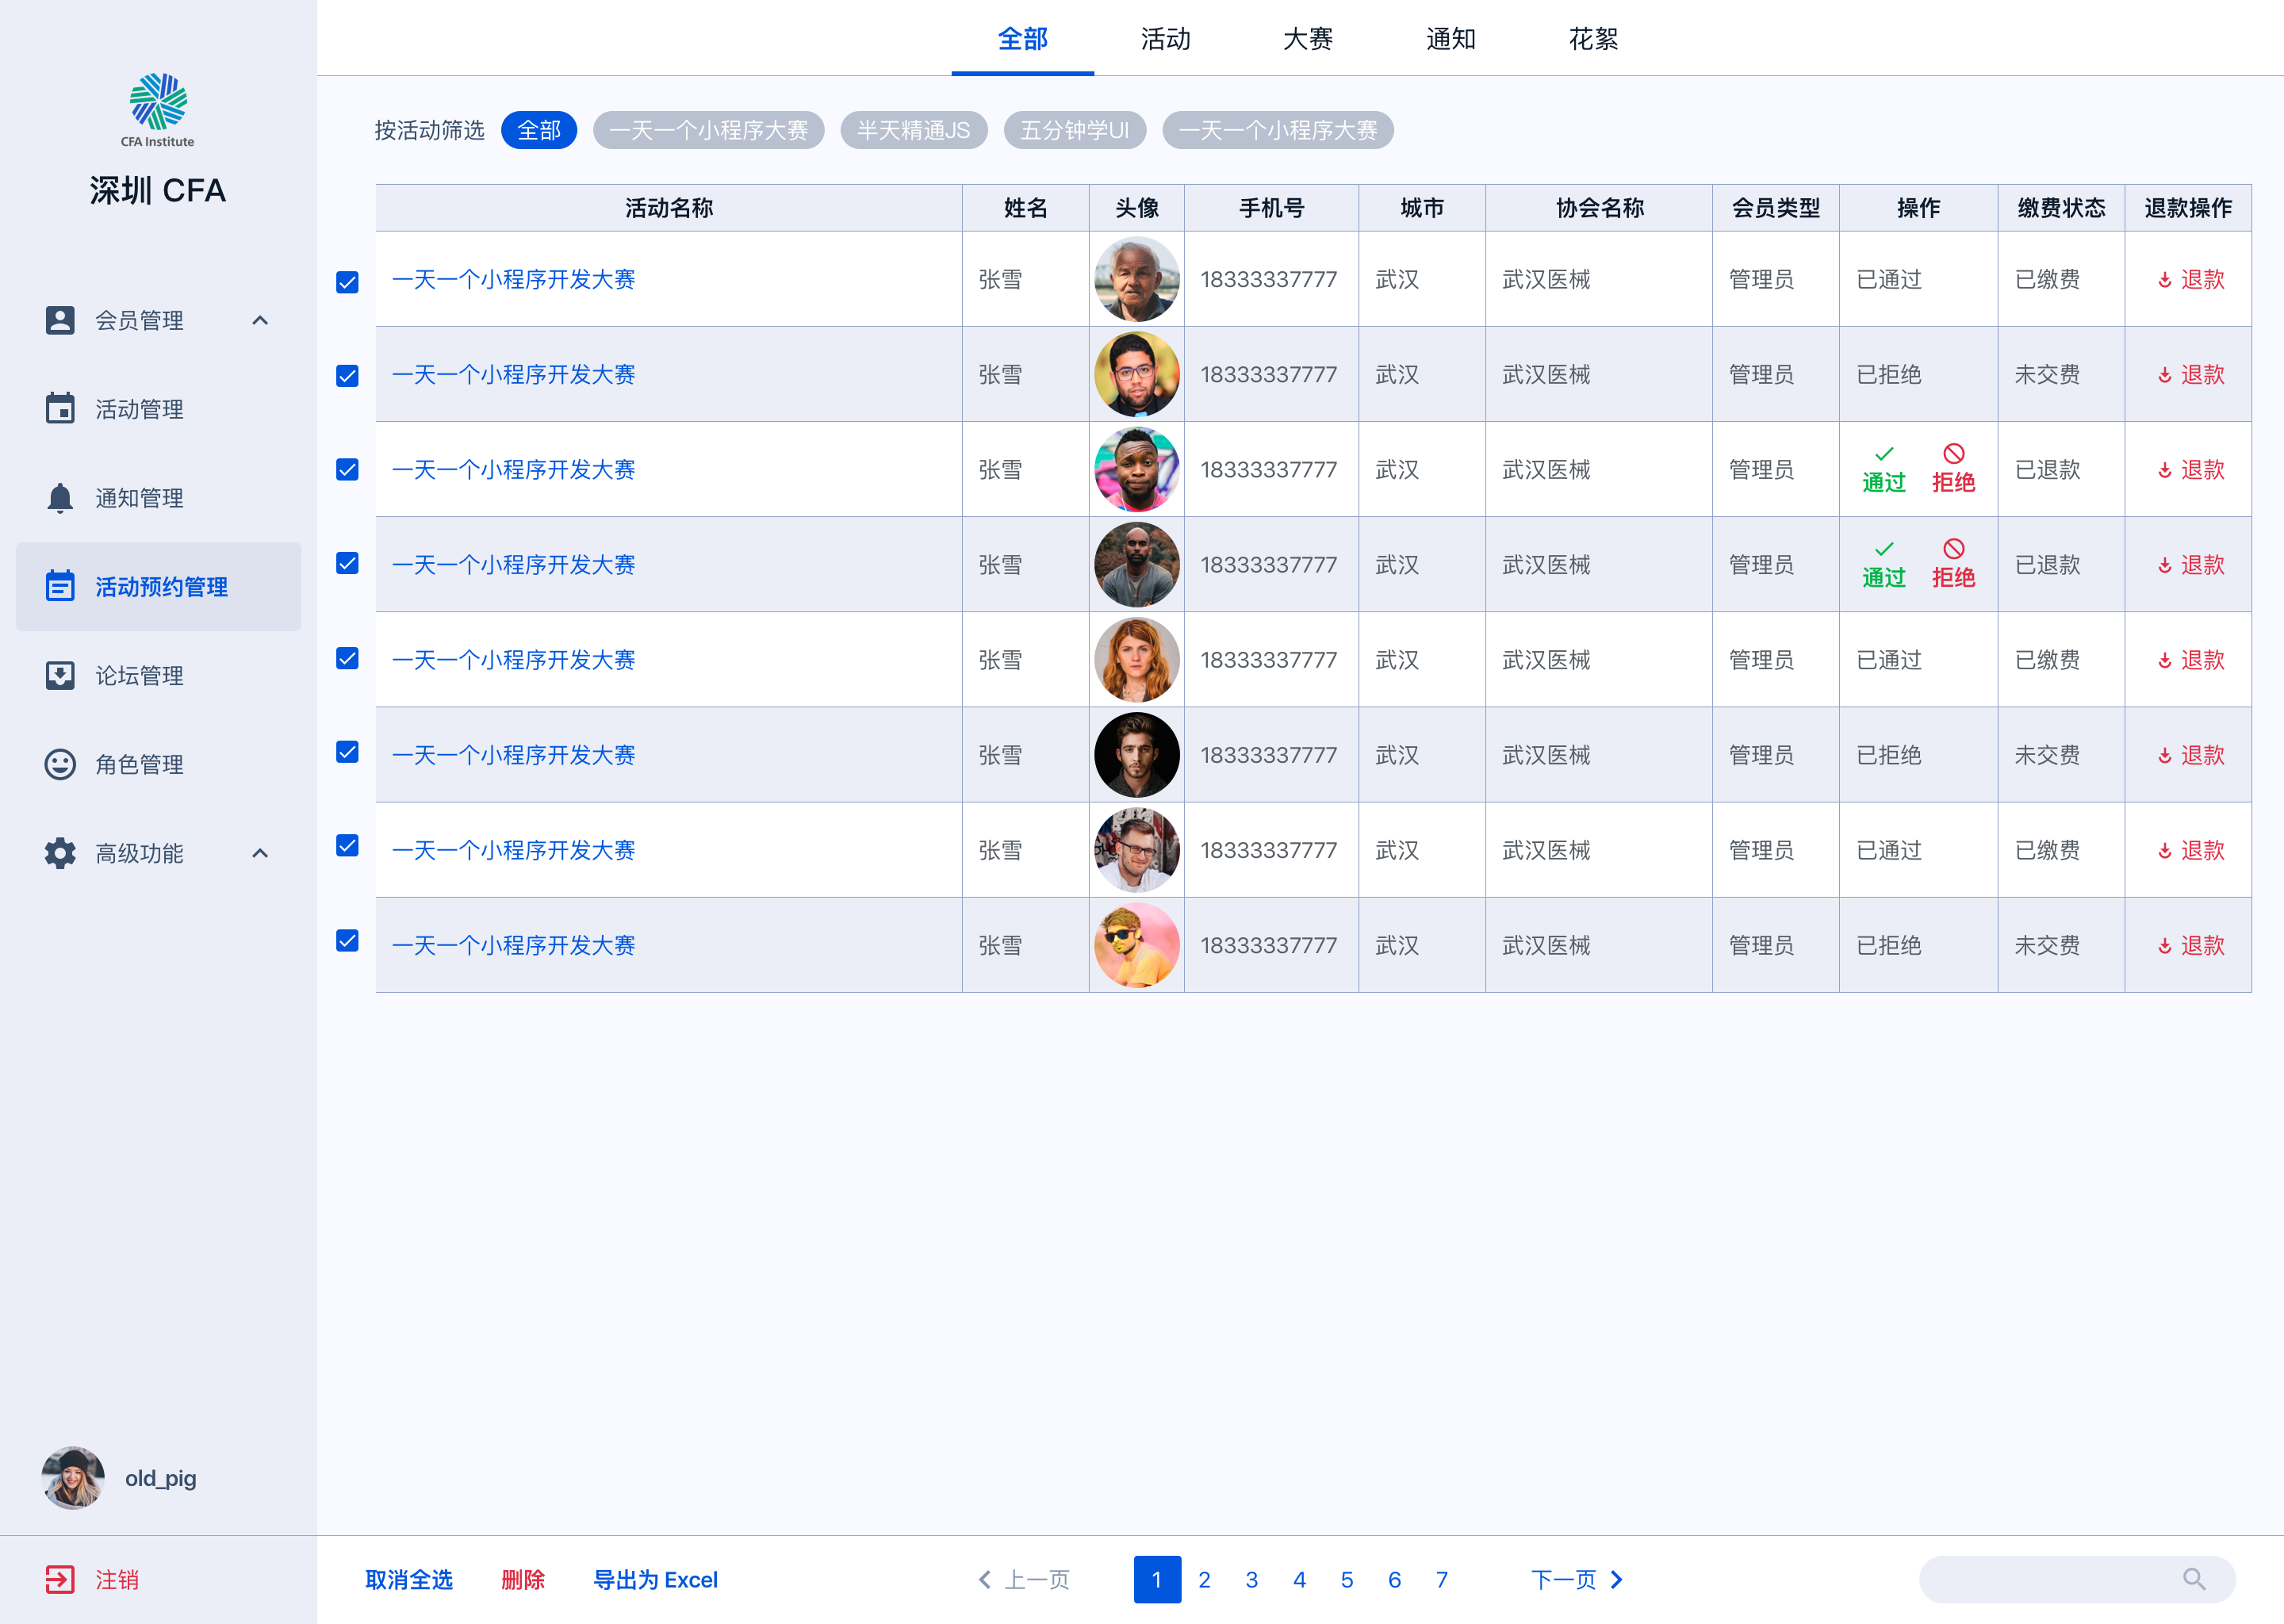 CFA Institute
深圳 CFA
会员管理
活动管理
通知管理
活动预约管理
论坛管理
角色管理
高级功能
old_pig
注销
全部 活动 大赛 通知 花絮
按活动筛选 全部 一天一个小程序大赛 半天精通JS 五分钟学UI 一天一个小程序大赛
活动名称 姓名 头像 手机号 城市 协会名称 会员类型 操作 缴费状态 退款操作
一天一个小程序开发大赛 张雪 18333337777 武汉 武汉医械 管理员 已通过 已缴费 退款
一天一个小程序开发大赛 张雪 18333337777 武汉 武汉医械 管理员 已拒绝 未交费 退款
一天一个小程序开发大赛 张雪 18333337777 武汉 武汉医械 管理员 通过 拒绝 已退款 退款
一天一个小程序开发大赛 张雪 18333337777 武汉 武汉医械 管理员 通过 拒绝 已退款 退款
一天一个小程序开发大赛 张雪 18333337777 武汉 武汉医械 管理员 已通过 已缴费 退款
一天一个小程序开发大赛 张雪 18333337777 武汉 武汉医械 管理员 已拒绝 未交费 退款
一天一个小程序开发大赛 张雪 18333337777 武汉 武汉医械 管理员 已通过 已缴费 退款
一天一个小程序开发大赛 张雪 18333337777 武汉 武汉医械 管理员 已拒绝 未交费 退款
取消全选 删除 导出为 Excel 上一页 1 2 3 4 5 6 7 下一页